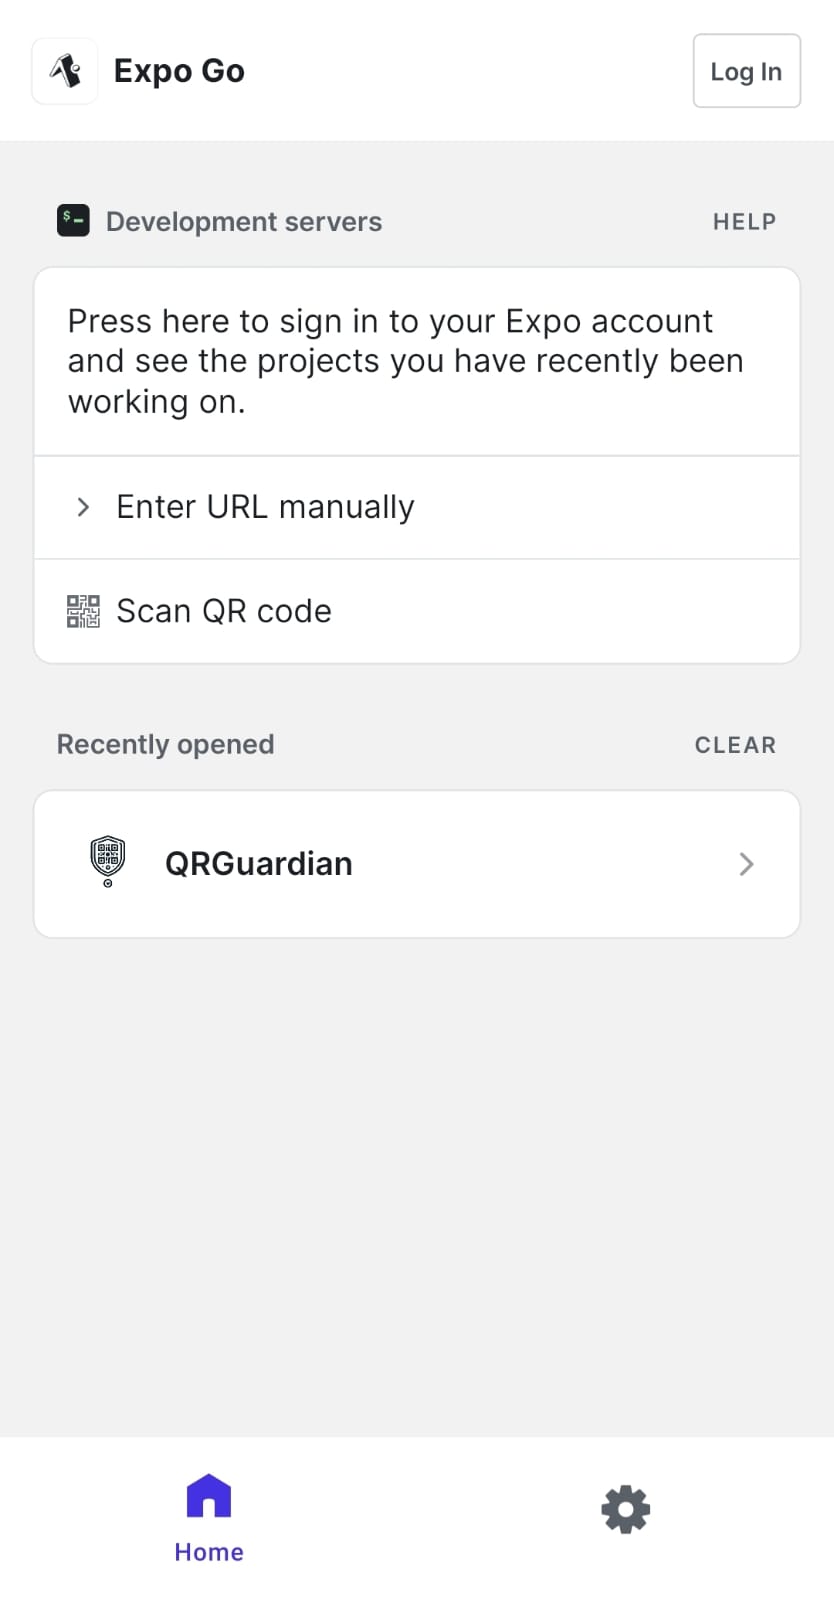 Expo Go
Log In
$
Development servers
HELP
Press here to sign in to your Expo account
and see the projects you have recently been
working on.
Enter URL manually
Scan QR code
Recently opened
CLEAR
QRGuardian
Home